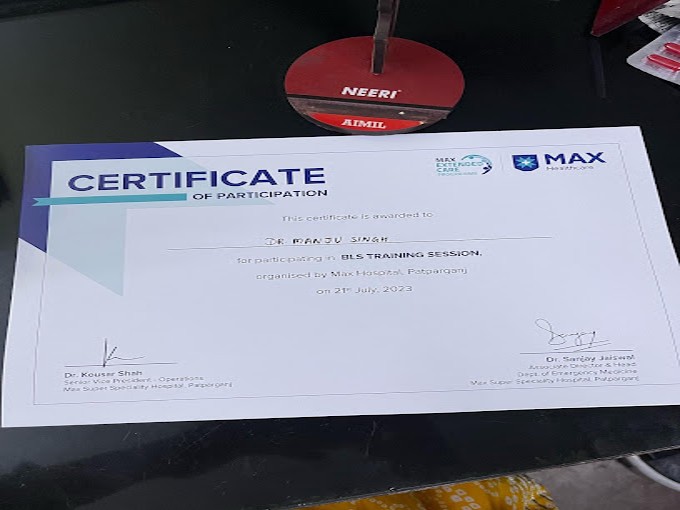 NEERI
AIMIL
CERTIFICATE
OF PARTICIPATION
MAX
EXTENDED
CARE
PROGRAMME
MAX
Healthcare
This certificate is awarded to
DR MANJU SINGH
for participating in BLS TRAINING SESSION,
organised by Max Hospital, Patparganj
on 21st July, 2023
Dr. Kousar Shah
Senior Vice President - Operations
Max Super Speciality Hospital, Patparganj
Dr. Sanjay Jaiswal
Associate Director & Head
Dept. of Emergency Medicine
Max Super Speciality Hospital, Patparganj